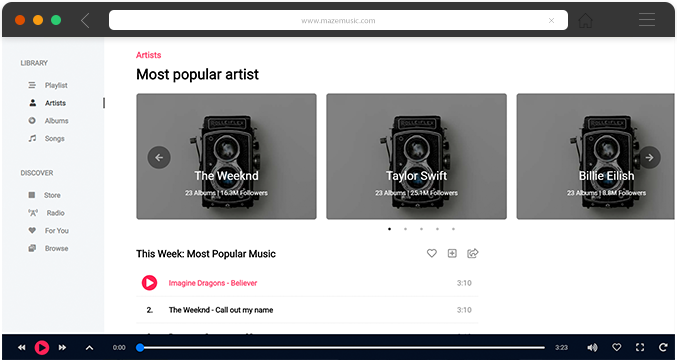 www.mazemusic.com
LIBRARY
Playlist
Artists
Albums
Songs
DISCOVER
Store
Radio
For You
Browse
Artists
Most popular artist
ROLLEIFLEX
The Weeknd
23 Albums | 16.3M Followers
ROLLEIFLEX
Taylor Swift
23 Albums | 25.1M Followers
ROLLEIFLEX
Billie Eilish
23 Albums | 8.8M Followers
This Week: Most Popular Music
Imagine Dragons - Believer 3:10
2. The Weeknd - Call out my name 3:10
0:00 3:23